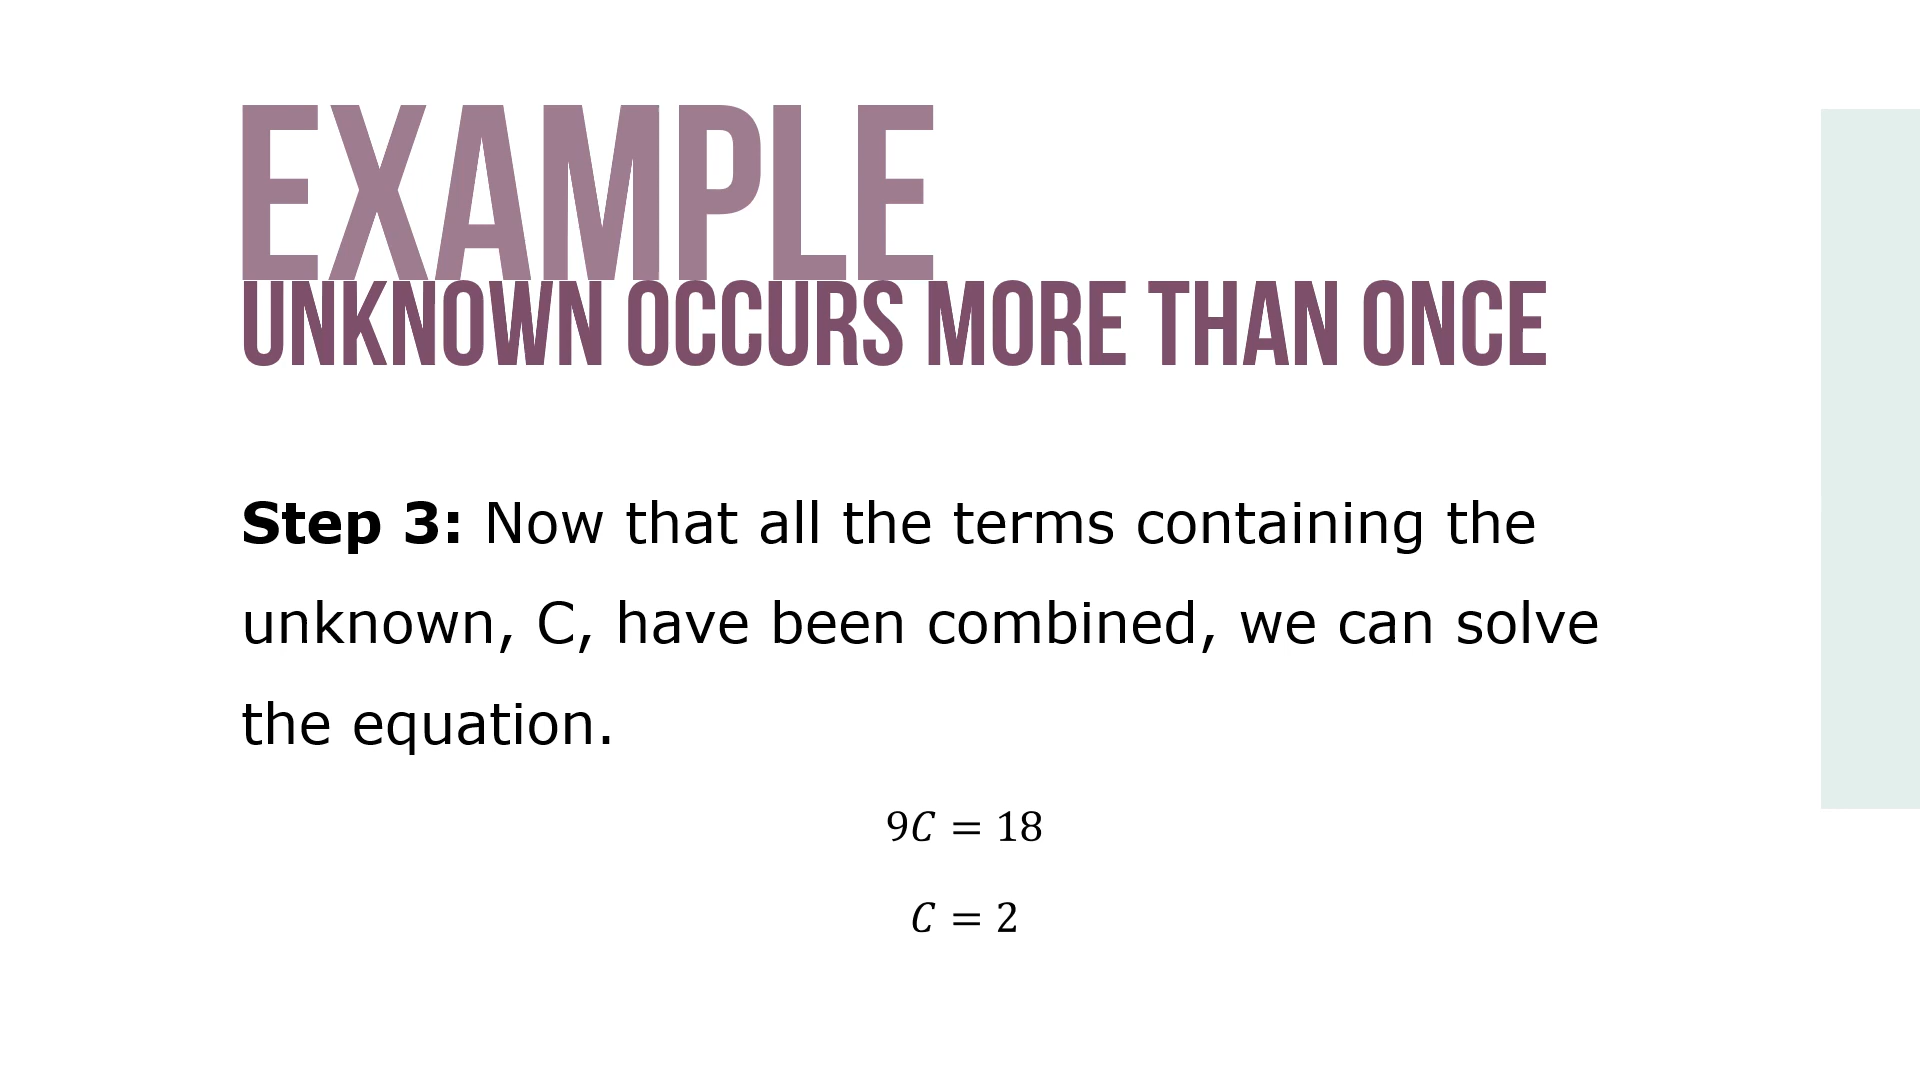 EXAMPLE
UNKNOWN OCCURS MORE THAN ONCE
Step 3: Now that all the terms containing the
unknown, C, have been combined, we can solve
the equation.
9C = 18
C = 2